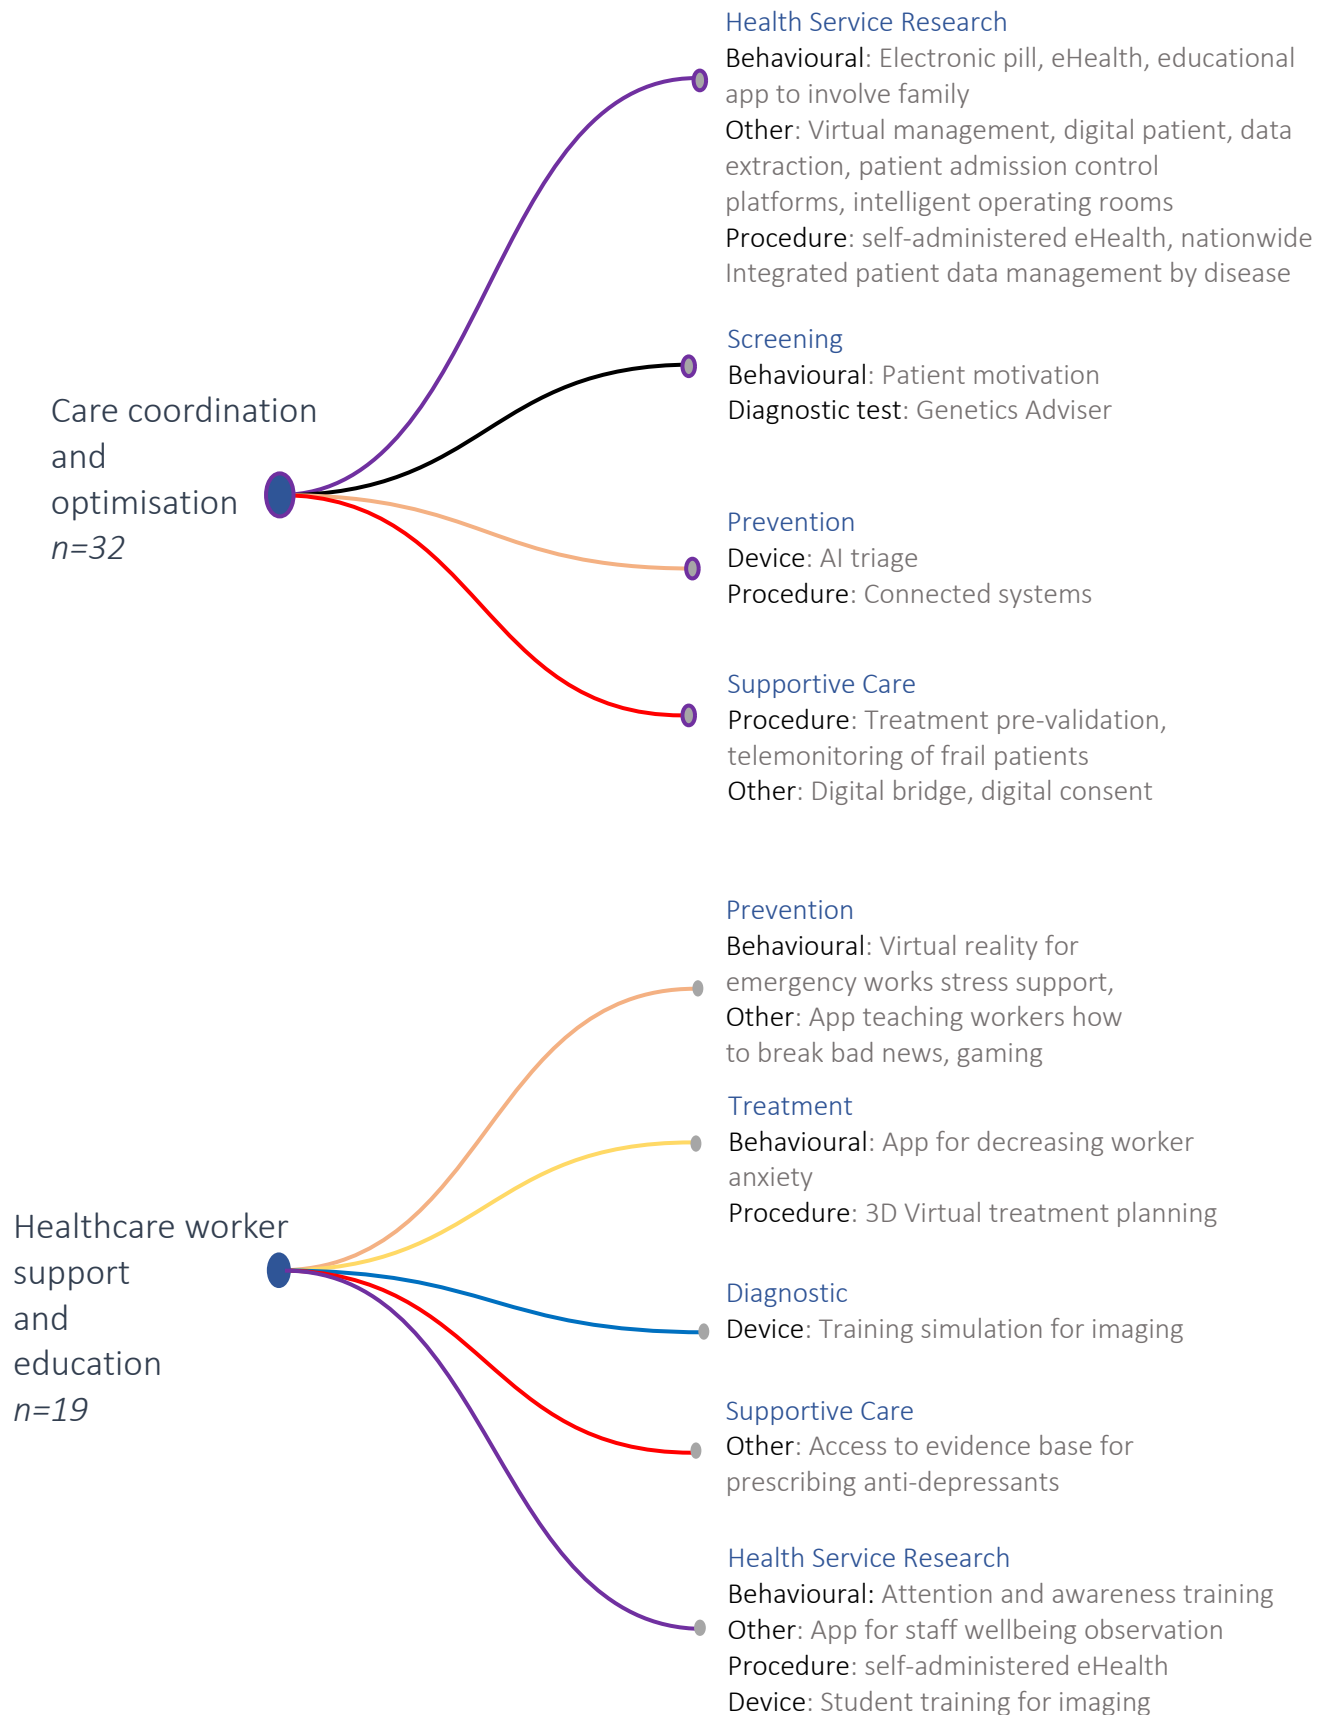 Health Service Research
Behavioural: Electronic pill, eHealth, educational
app to involve family
Other: Virtual management, digital patient, data
extraction, patient admission control
platforms, intelligent operating rooms
Procedure: self-administered eHealth, nationwide
Integrated patient data management by disease
Care coordination
and
optimisation
n=32
Screening
Behavioural: Patient motivation
Diagnostic test: Genetics Adviser
Prevention
Device: AI triage
Procedure: Connected systems
Supportive Care
Procedure: Treatment pre-validation,
telemonitoring of frail patients
Other: Digital bridge, digital consent
Prevention
Behavioural: Virtual reality for
emergency works stress support,
Other: App teaching workers how
to break bad news, gaming
Treatment
Behavioural: App for decreasing worker
anxiety
Procedure: 3D Virtual treatment planning
Healthcare worker
support
and
education
n=19
Diagnostic
Device: Training simulation for imaging
Supportive Care
Other: Access to evidence base for
prescribing anti-depressants
Health Service Research
Behavioural: Attention and awareness training
Other: App for staff wellbeing observation
Procedure: self-administered eHealth
Device: Student training for imaging